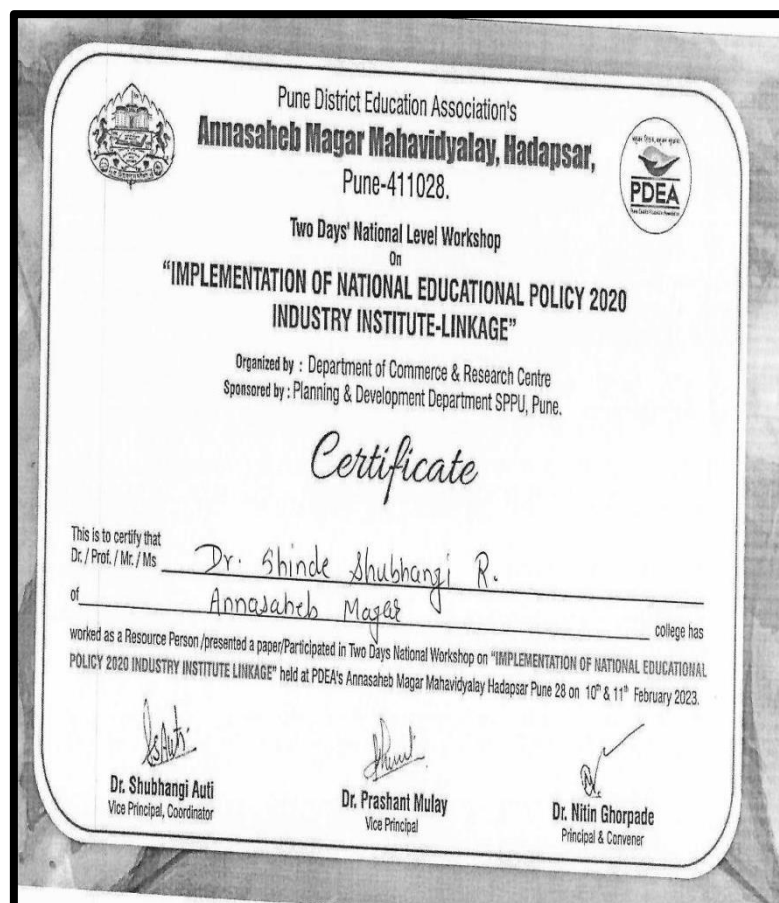 Pune District Education Association's
Annasaheb Magar Mahavidyalay, Hadapsar,
Pune-411028.
PDEA
Two Days' National Level Workshop
On
"IMPLEMENTATION OF NATIONAL EDUCATIONAL POLICY 2020
INDUSTRY INSTITUTE-LINKAGE"
Organized by : Department of Commerce & Research Centre
Sponsored by : Planning & Development Department SPPU, Pune.
Certificate
This is to certify that
Dr. / Prof. / Mr. / Ms Dr. Shinde Shubhangi R.
of Annasaheb Magar college has
worked as a Resource Person /presented a paper/Participated in Two Days National Workshop on "IMPLEMENTATION OF NATIONAL EDUCATIONAL
POLICY 2020 INDUSTRY INSTITUTE LINKAGE" held at PDEA's Annasaheb Magar Mahavidyalay Hadapsar Pune 28 on 10th & 11th February 2023.
Dr. Shubhangi Auti
Vice Principal, Coordinator
Dr. Prashant Mulay
Vice Principal
Dr. Nitin Ghorpade
Principal & Convener